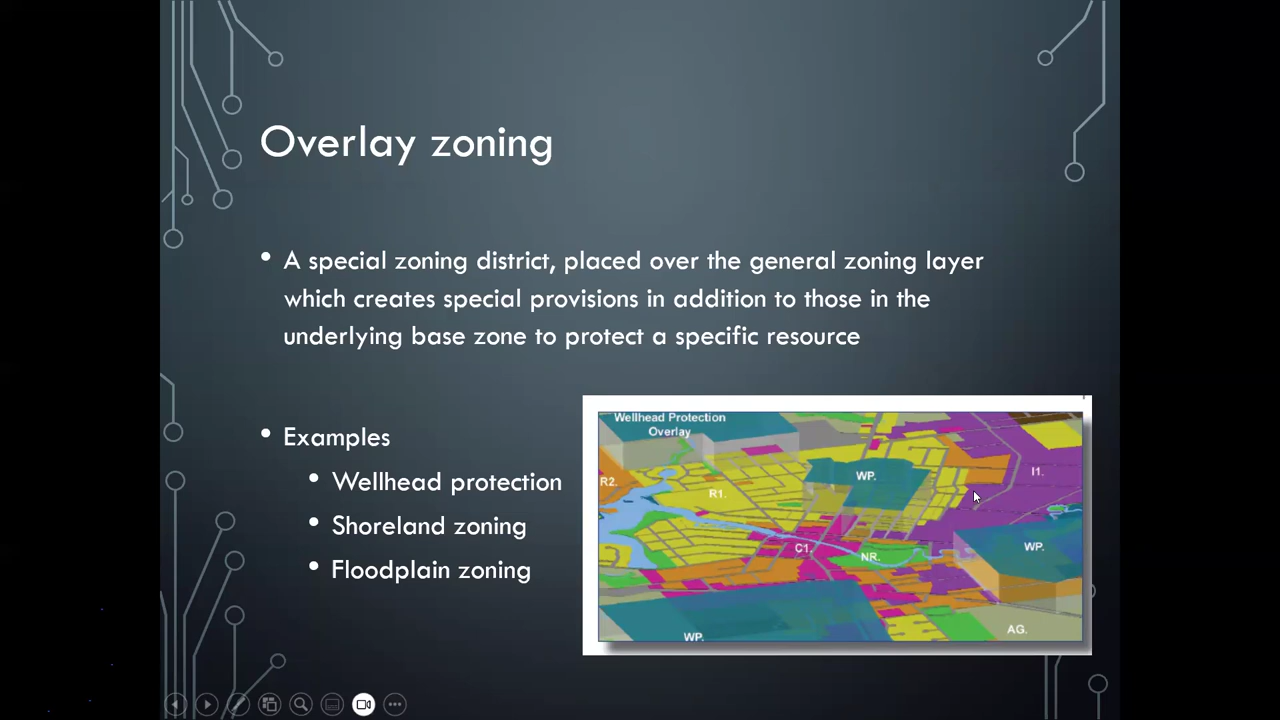 Overlay zoning
• A special zoning district, placed over the general zoning layer
which creates special provisions in addition to those in the
underlying base zone to protect a specific resource
• Examples
• Wellhead protection
• Shoreland zoning
• Floodplain zoning
Wellhead Protection
Overlay
R2.
R1.
WP.
I1.
C1.
NR.
WP.
WP.
AG.